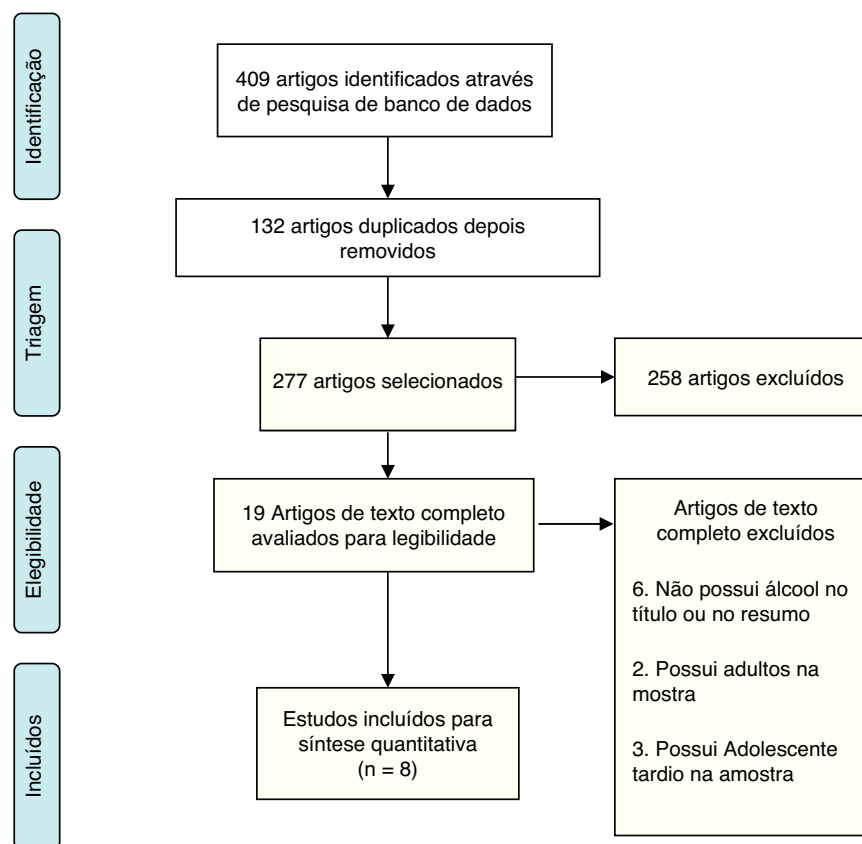 Identificação
409 artigos identificados através
de pesquisa de banco de dados
132 artigos duplicados depois
removidos
Triagem
277 artigos selecionados
258 artigos excluídos
Elegibilidade
19 Artigos de texto completo
avaliados para legibilidade
Artigos de texto
completo excluídos
6. Não possui álcool no
título ou no resumo
2. Possui adultos na
mostra
3. Possui Adolescente
tardio na amostra
Incluídos
Estudos incluídos para
síntese quantitativa
(n = 8)